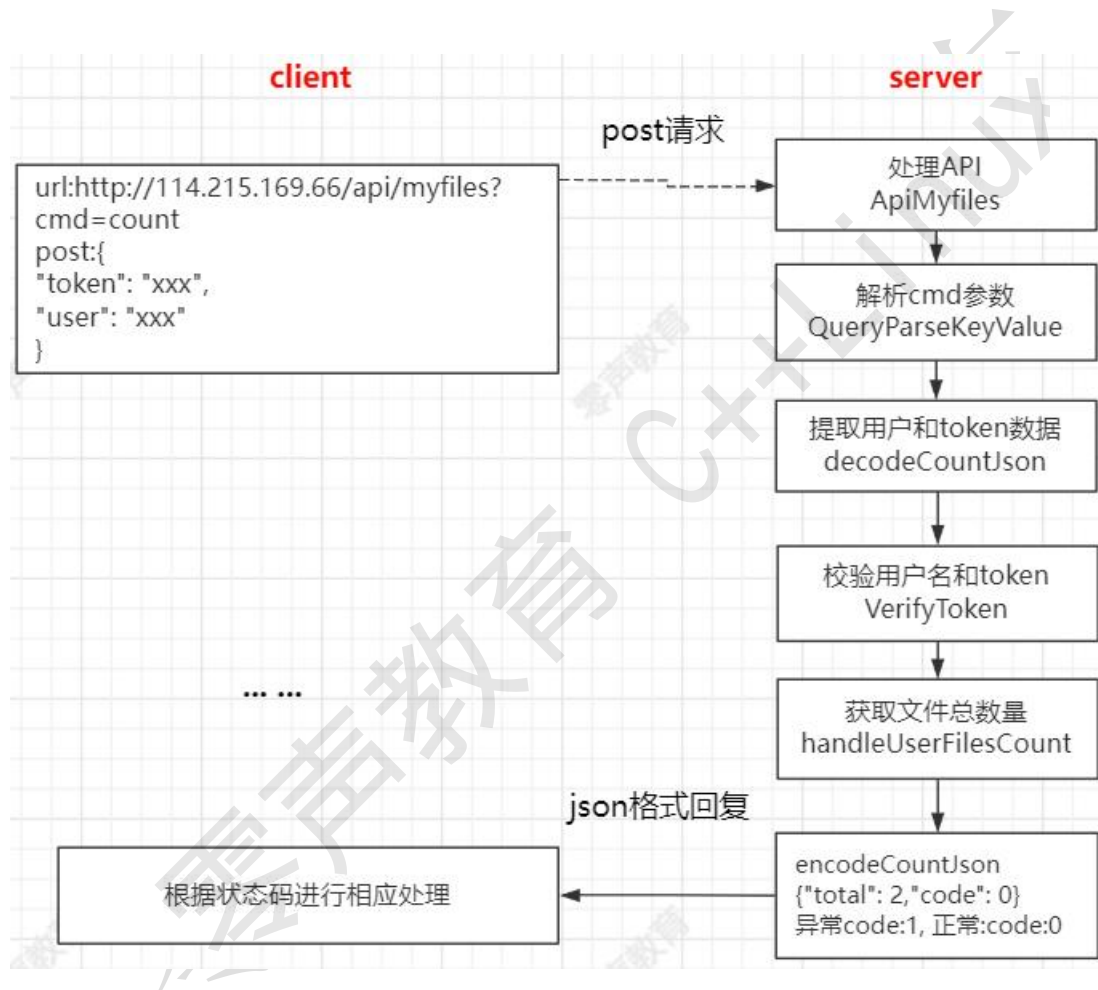 client
server
post请求
url:http://114.215.169.66/api/myfiles?
cmd=count
post:{
"token": "xxx",
"user": "xxx"
}
处理API
ApiMyfiles
解析cmd参数
QueryParseKeyValue
提取用户和token数据
decodeCountJson
校验用户名和token
VerifyToken
... ...
获取文件总数量
handleUserFilesCount
json格式回复
encodeCountJson
{"total": 2,"code": 0}
异常code:1, 正常:code:0
根据状态码进行相应处理
零声教育 C++Linux
零声教育